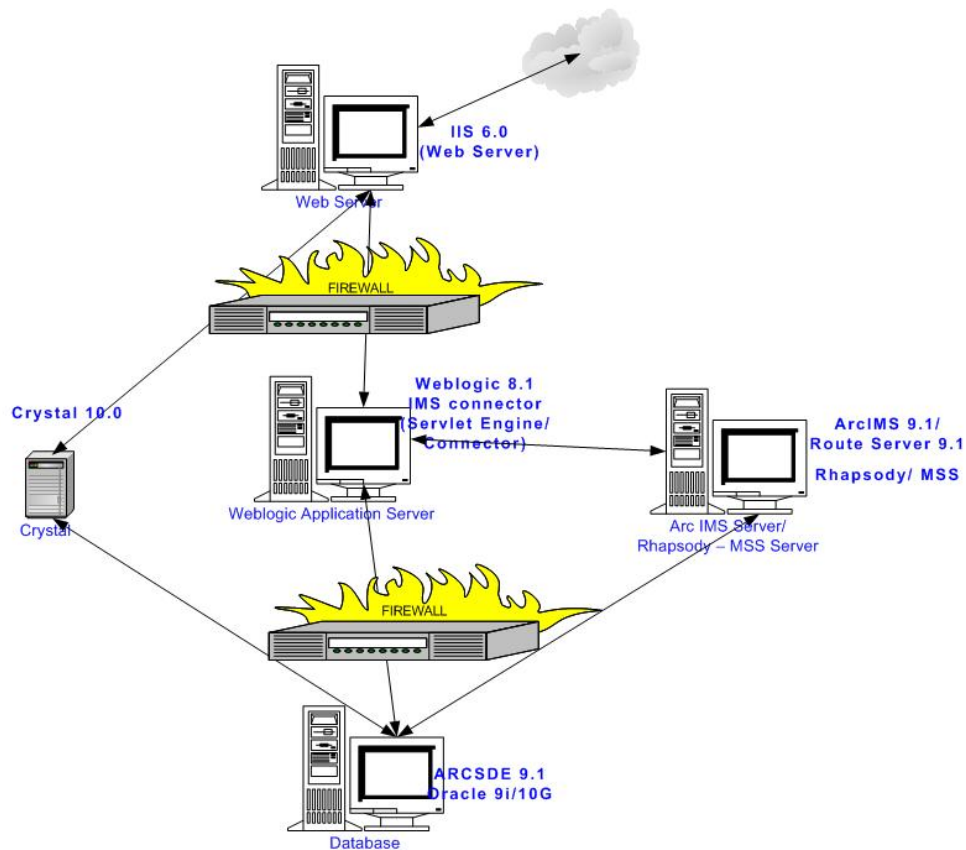 IIS 6.0
(Web Server)
Web Server
FIREWALL
Crystal 10.0
Crystal
Weblogic 8.1
IMS connector
(Servlet Engine/
Connector)
Weblogic Application Server
ArcIMS 9.1/
Route Server 9.1
Rhapsody/ MSS
Arc IMS Server/
Rhapsody – MSS Server
FIREWALL
ARCSDE 9.1
Oracle 9i/10G
Database